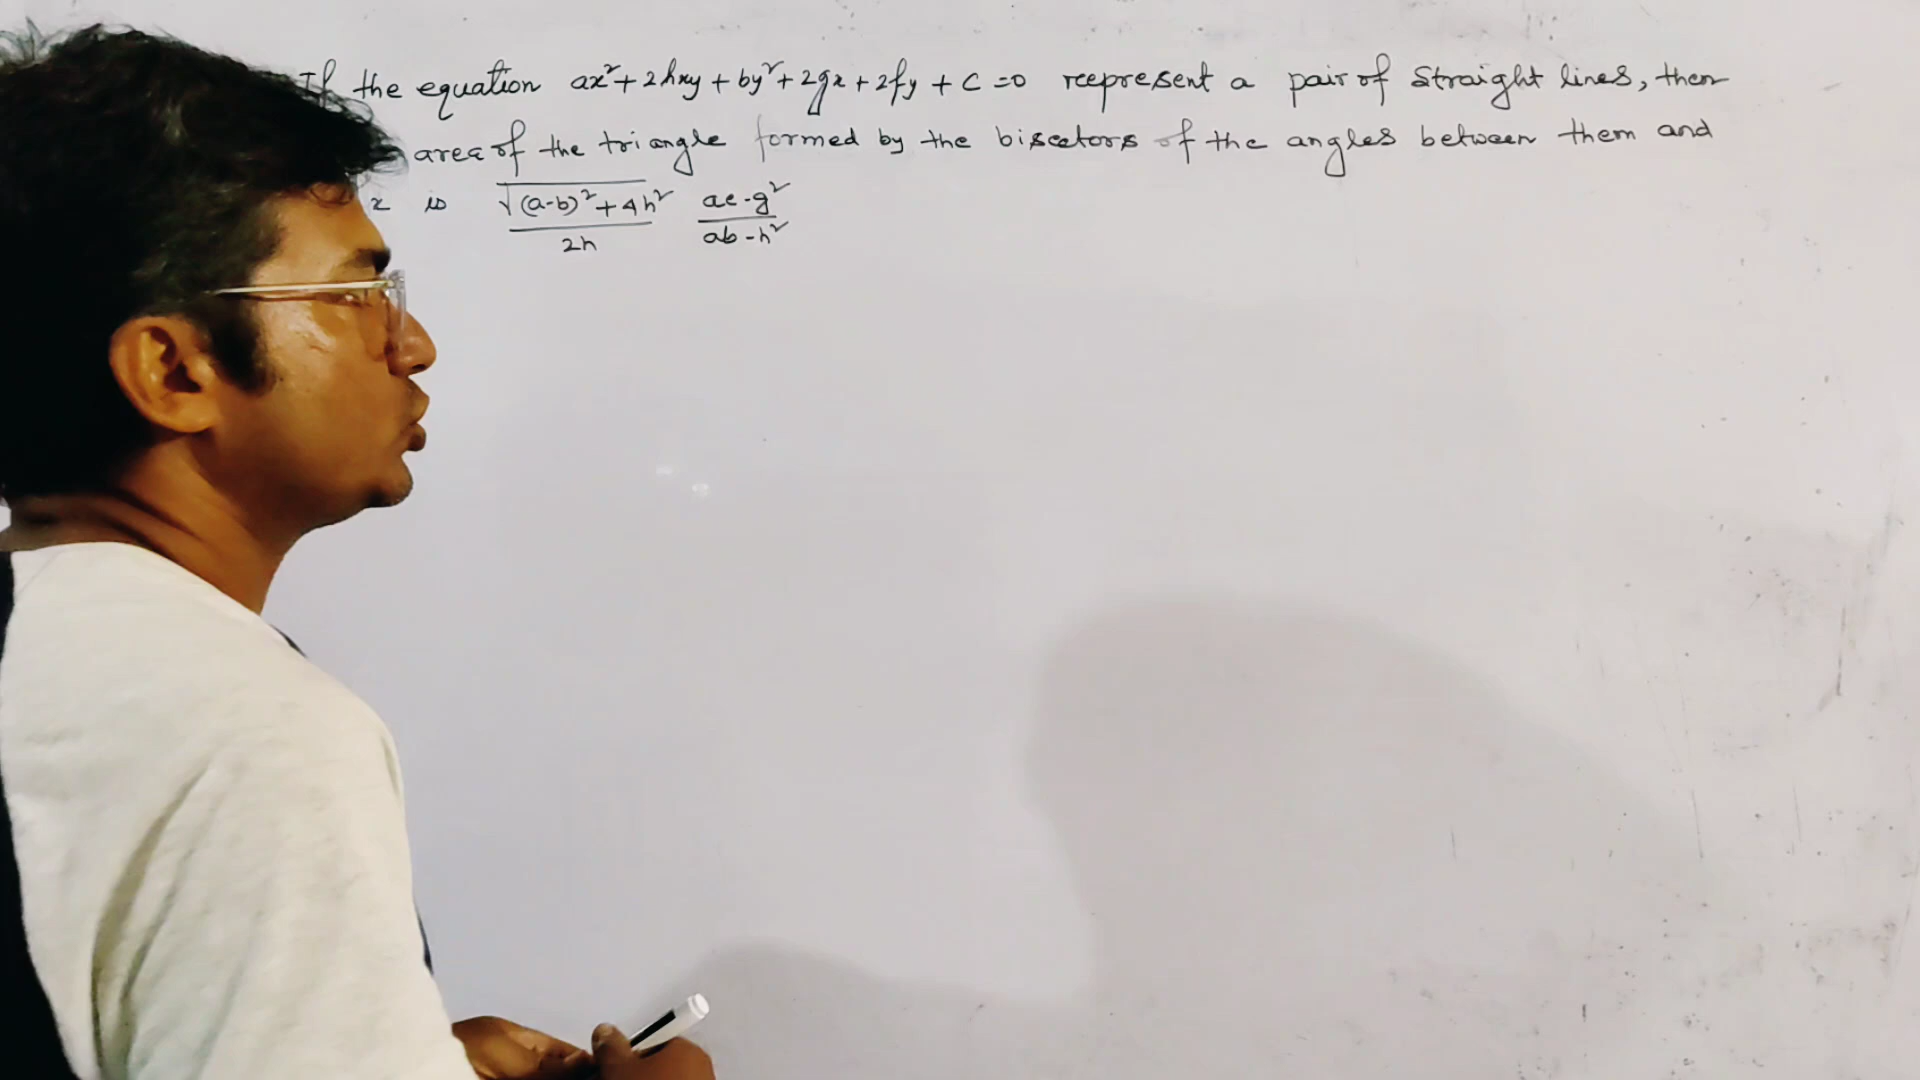 If the equation ax²+2hxy+by²+2gx+2fy+c=0 represent a pair of straight lines, then
area of the triangle formed by the bisectors of the angles between them and
x is √(a-b)²+4h² / 2h ac-g² / ab-h²